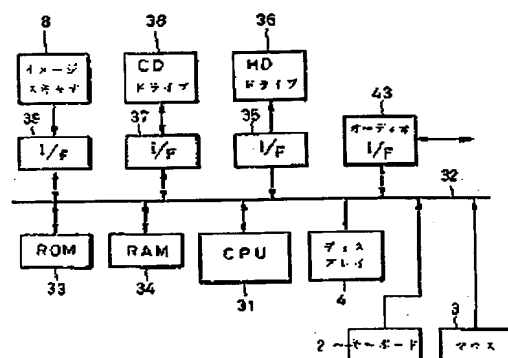 8
38
36
イメージ
スキャナ
CD
ドライブ
HD
ドライブ
43
オーディオ
I/F
37
I/F
35
I/F
I/F
32
ROM
RAM
CPU
ディス
プレイ
33
34
31
4
3
2
キーボード
マウス